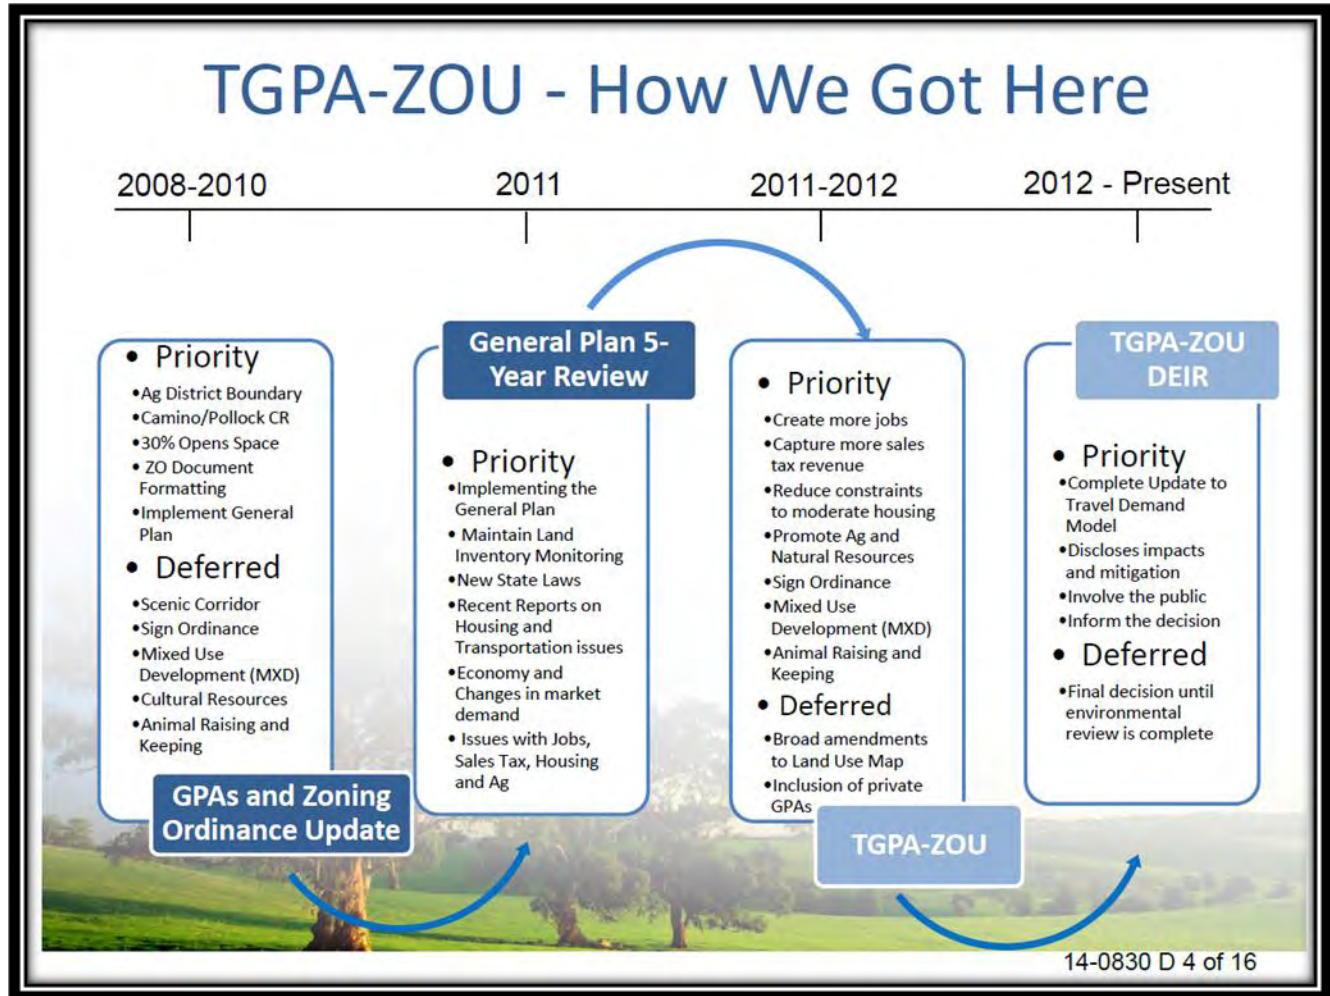 TGPA-ZOU - How We Got Here
2008-2010
2011
2011-2012
2012 - Present
• Priority
•Ag District Boundary
•Camino/Pollock CR
•30% Opens Space
• ZO Document
Formatting
•Implement General
Plan
• Deferred
•Scenic Corridor
•Sign Ordinance
•Mixed Use
Development (MXD)
•Cultural Resources
•Animal Raising and
Keeping
GPAs and Zoning
Ordinance Update
General Plan 5-
Year Review
• Priority
•Implementing the
General Plan
• Maintain Land
Inventory Monitoring
•New State Laws
•Recent Reports on
Housing and
Transportation issues
•Economy and
Changes in market
demand
• Issues with Jobs,
Sales Tax, Housing
and Ag
• Priority
•Create more jobs
•Capture more sales
tax revenue
•Reduce constraints
to moderate housing
•Promote Ag and
Natural Resources
•Sign Ordinance
•Mixed Use
Development (MXD)
•Animal Raising and
Keeping
• Deferred
•Broad amendments
to Land Use Map
•Inclusion of private
GPAs
TGPA-ZOU
TGPA-ZOU
DEIR
• Priority
•Complete Update to
Travel Demand
Model
•Discloses impacts
and mitigation
•Involve the public
•Inform the decision
• Deferred
•Final decision until
environmental
review is complete
14-0830 D 4 of 16